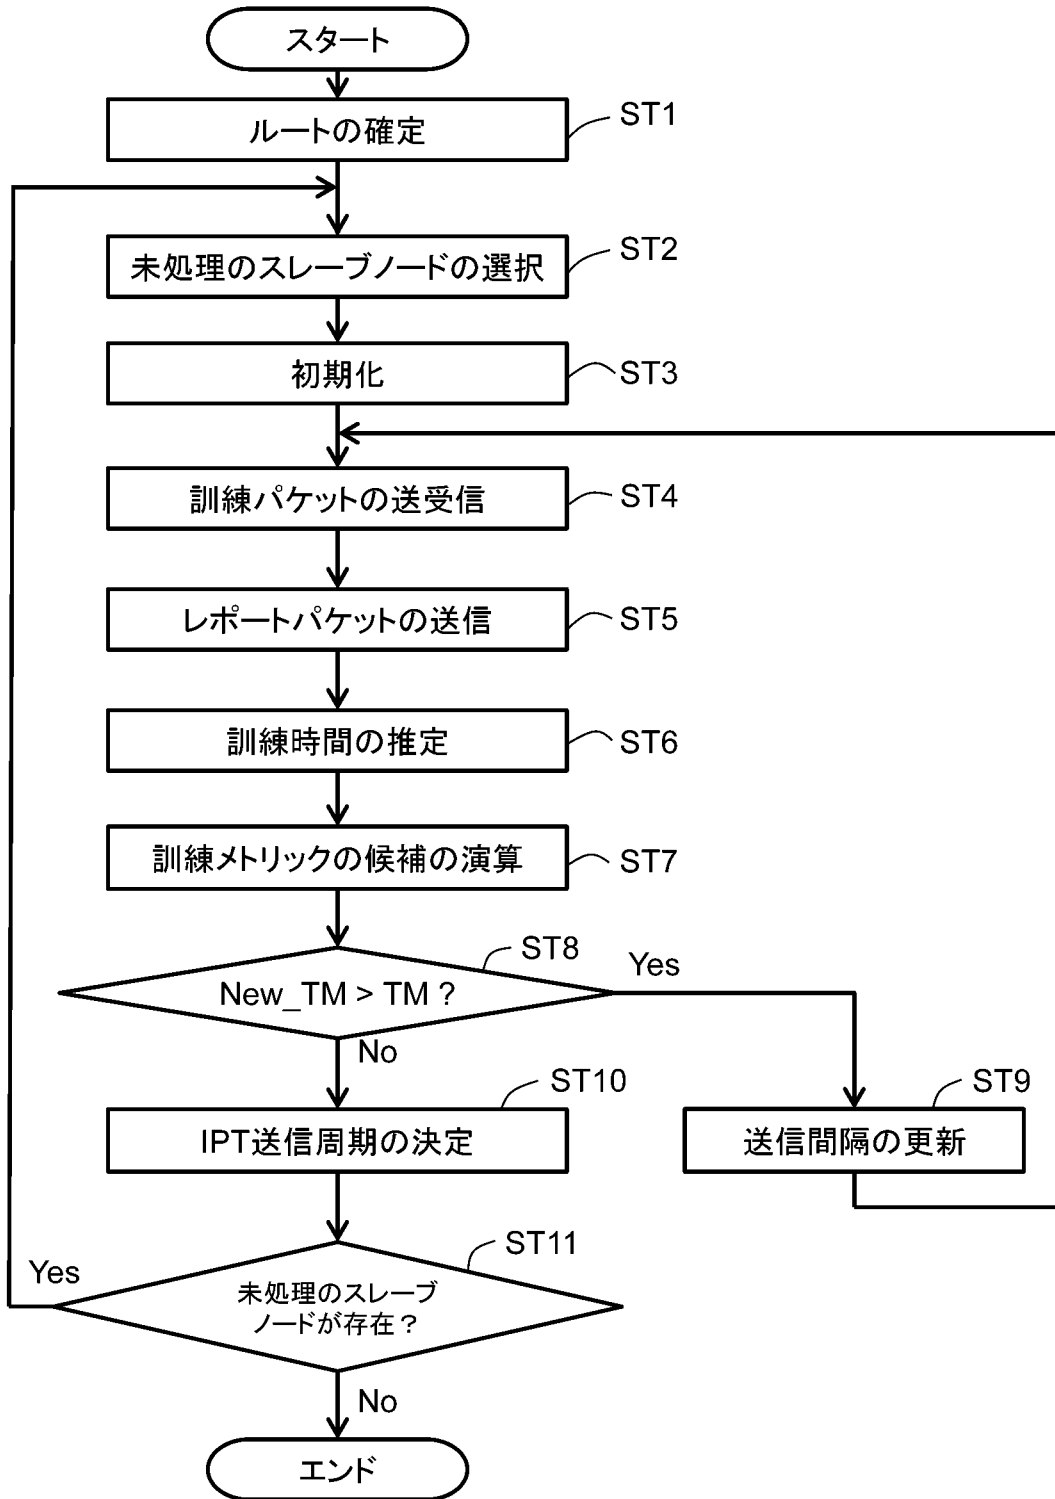 スタート
ルートの確定
ST1
未処理のスレーブノードの選択
ST2
初期化
ST3
訓練パケットの送受信
ST4
レポートパケットの送信
ST5
訓練時間の推定
ST6
訓練メトリックの候補の演算
ST7
ST8
New_TM > TM ?
Yes
No
ST10
IPT送信周期の決定
ST9
送信間隔の更新
ST11
未処理のスレーブ
ノードが存在?
Yes
No
エンド